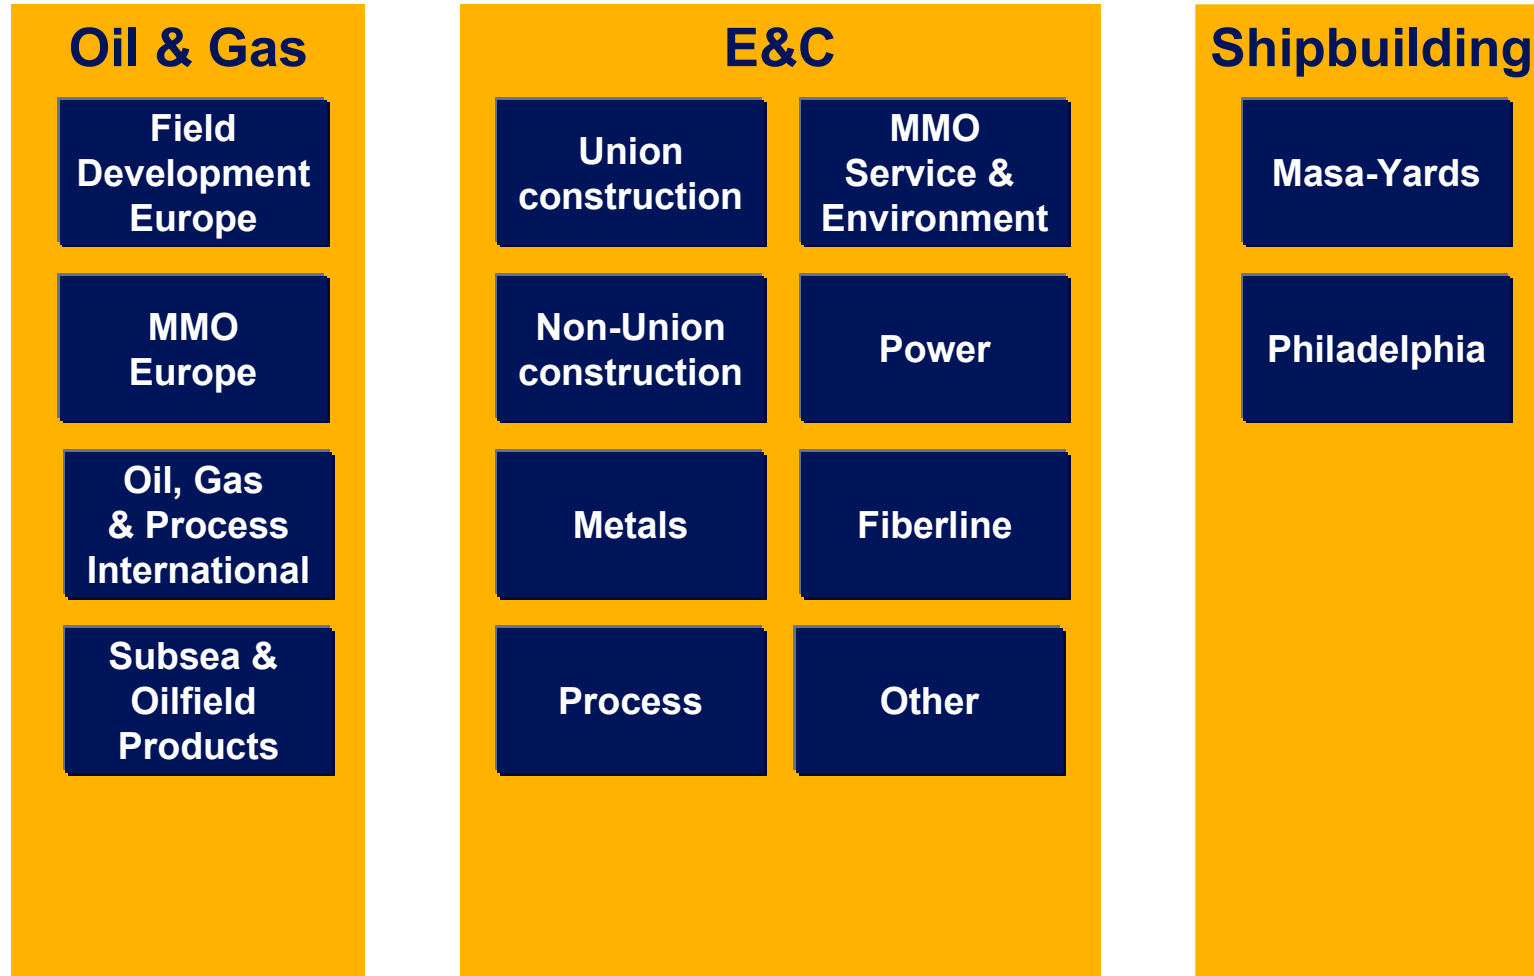 Oil & Gas
Field
Development
Europe
MMO
Europe
Oil, Gas
& Process
International
Subsea &
Oilfield
Products
E&C
Union
construction
MMO
Service &
Environment
Non-Union
construction
Power
Metals
Fiberline
Process
Other
Shipbuilding
Masa-Yards
Philadelphia